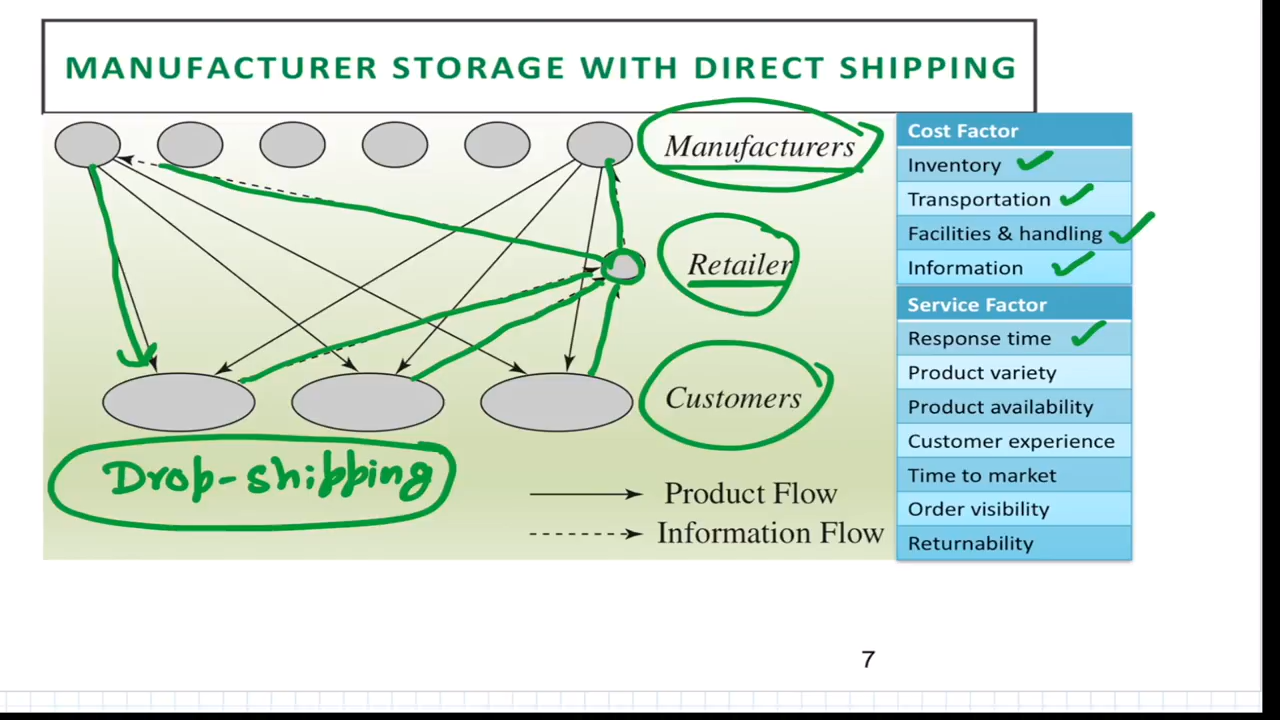 MANUFACTURER STORAGE WITH DIRECT SHIPPING
Manufacturers
Retailer
Customers
Drop-shipping
Product Flow
Information Flow
Cost Factor
Inventory
Transportation
Facilities & handling
Information
Service Factor
Response time
Product variety
Product availability
Customer experience
Time to market
Order visibility
Returnability
7